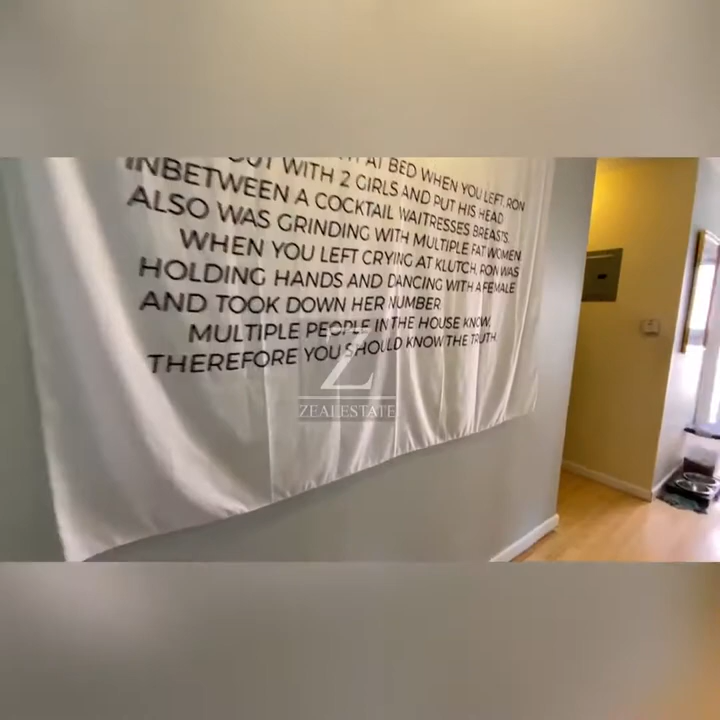 OUT WITH 2 GIRLS AND PUT HIS HEAD
AT BED WHEN YOU LEFT, RON
INBETWEEN A COCKTAIL WAITRESSES BREASTS.
ALSO WAS GRINDING WITH MULTIPLE FAT WOMEN.
WHEN YOU LEFT CRYING AT KLUTCH, RON WAS
HOLDING HANDS AND DANCING WITH A FEMALE
AND TOOK DOWN HER NUMBER.
MULTIPLE PEOPLE IN THE HOUSE KNOW,
THEREFORE YOU SHOULD KNOW THE TRUTH.
Z
ZEALESTATE